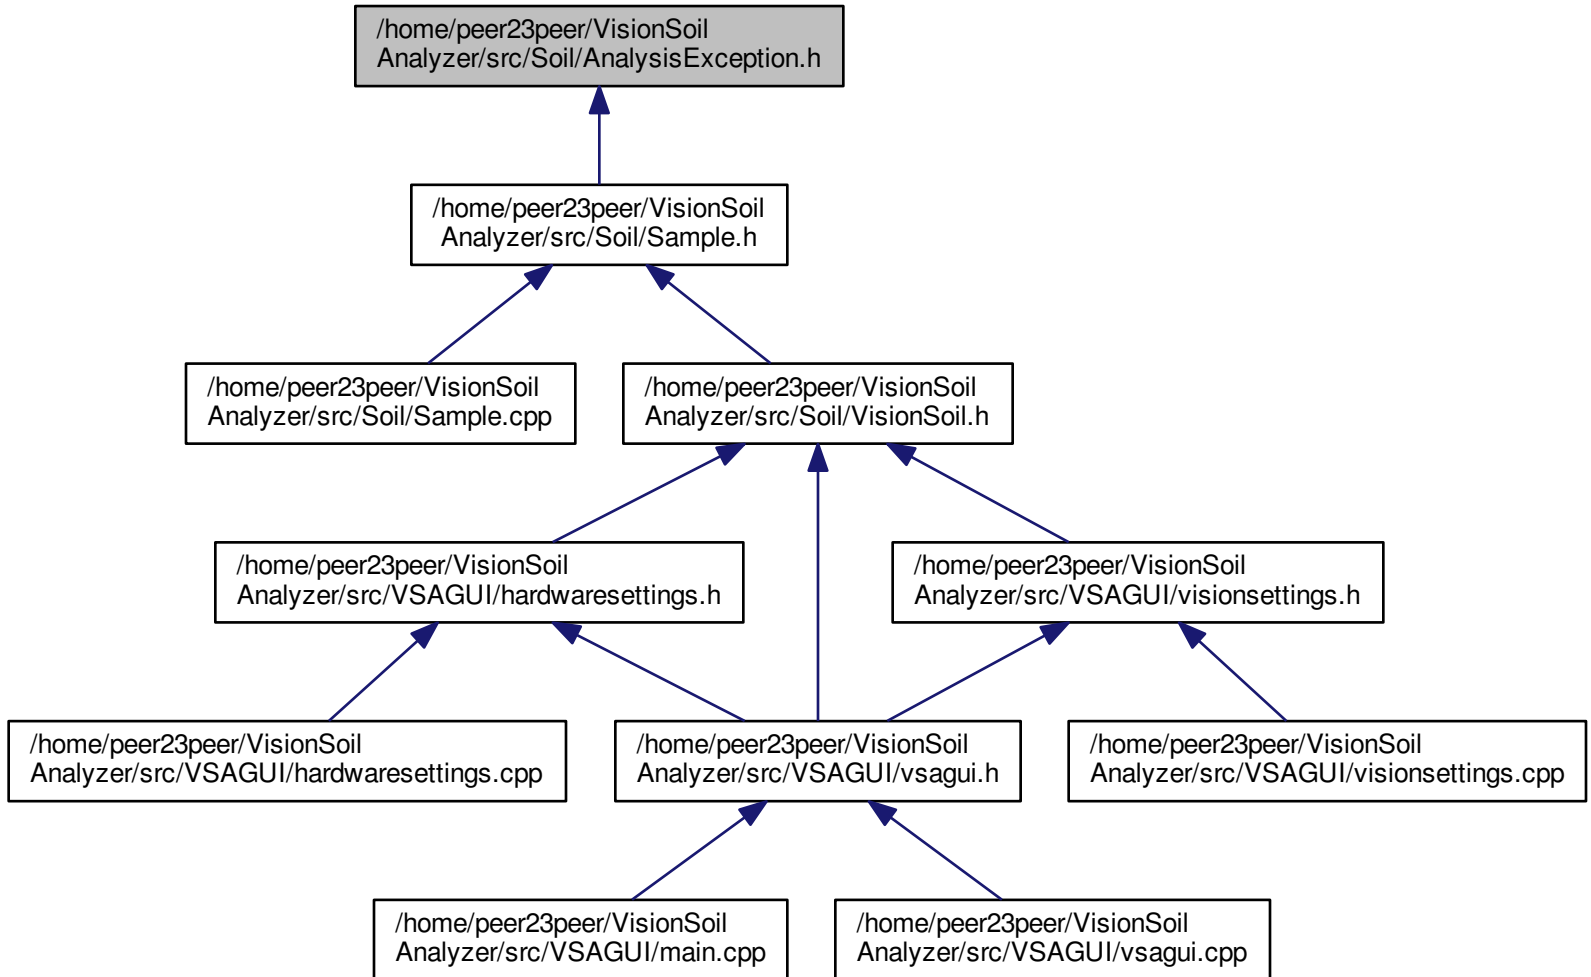 /home/peer23peer/VisionSoil
Analyzer/src/Soil/AnalysisException.h
/home/peer23peer/VisionSoil
Analyzer/src/Soil/Sample.h
/home/peer23peer/VisionSoil
Analyzer/src/Soil/Sample.cpp
/home/peer23peer/VisionSoil
Analyzer/src/Soil/VisionSoil.h
/home/peer23peer/VisionSoil
Analyzer/src/VSAGUI/hardwaresettings.h
/home/peer23peer/VisionSoil
Analyzer/src/VSAGUI/visionsettings.h
/home/peer23peer/VisionSoil
Analyzer/src/VSAGUI/hardwaresettings.cpp
/home/peer23peer/VisionSoil
Analyzer/src/VSAGUI/vsagui.h
/home/peer23peer/VisionSoil
Analyzer/src/VSAGUI/visionsettings.cpp
/home/peer23peer/VisionSoil
Analyzer/src/VSAGUI/main.cpp
/home/peer23peer/VisionSoil
Analyzer/src/VSAGUI/vsagui.cpp